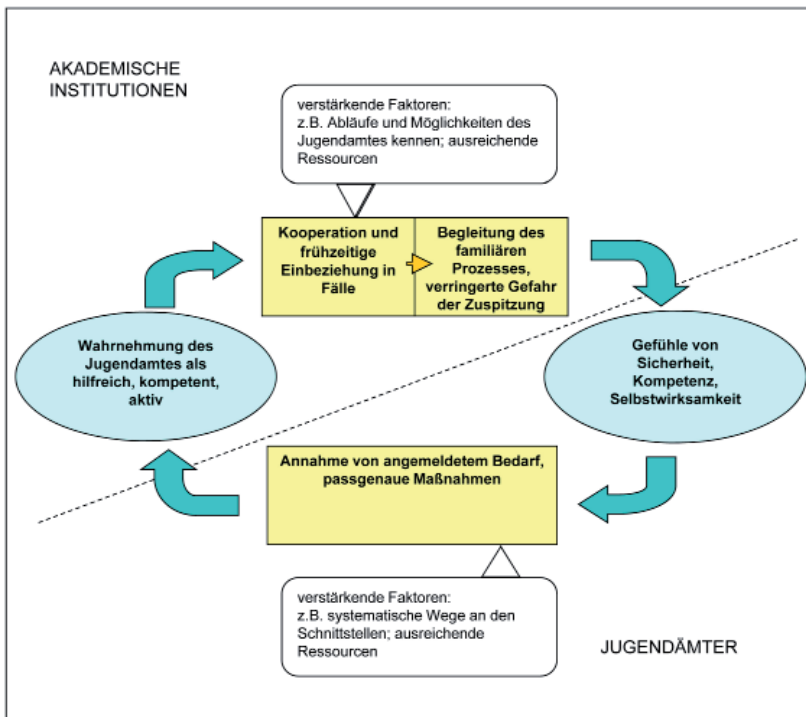 AKADEMISCHE
INSTITUTIONEN
verstärkende Faktoren:
z.B. Abläufe und Möglichkeiten des
Jugendamtes kennen; ausreichende
Ressourcen
Kooperation und
frühzeitige
Einbeziehung in
Fälle
Begleitung des
familiären
Prozesses,
verringerte Gefahr
der Zuspitzung
Wahrnehmung des
Jugendamtes als
hilfreich, kompetent,
aktiv
Gefühle von
Sicherheit,
Kompetenz,
Selbstwirksamkeit
Annahme von angemeldetem Bedarf,
passgenaue Maßnahmen
verstärkende Faktoren:
z.B. systematische Wege an den
Schnittstellen; ausreichende
Ressourcen
JUGENDÄMTER